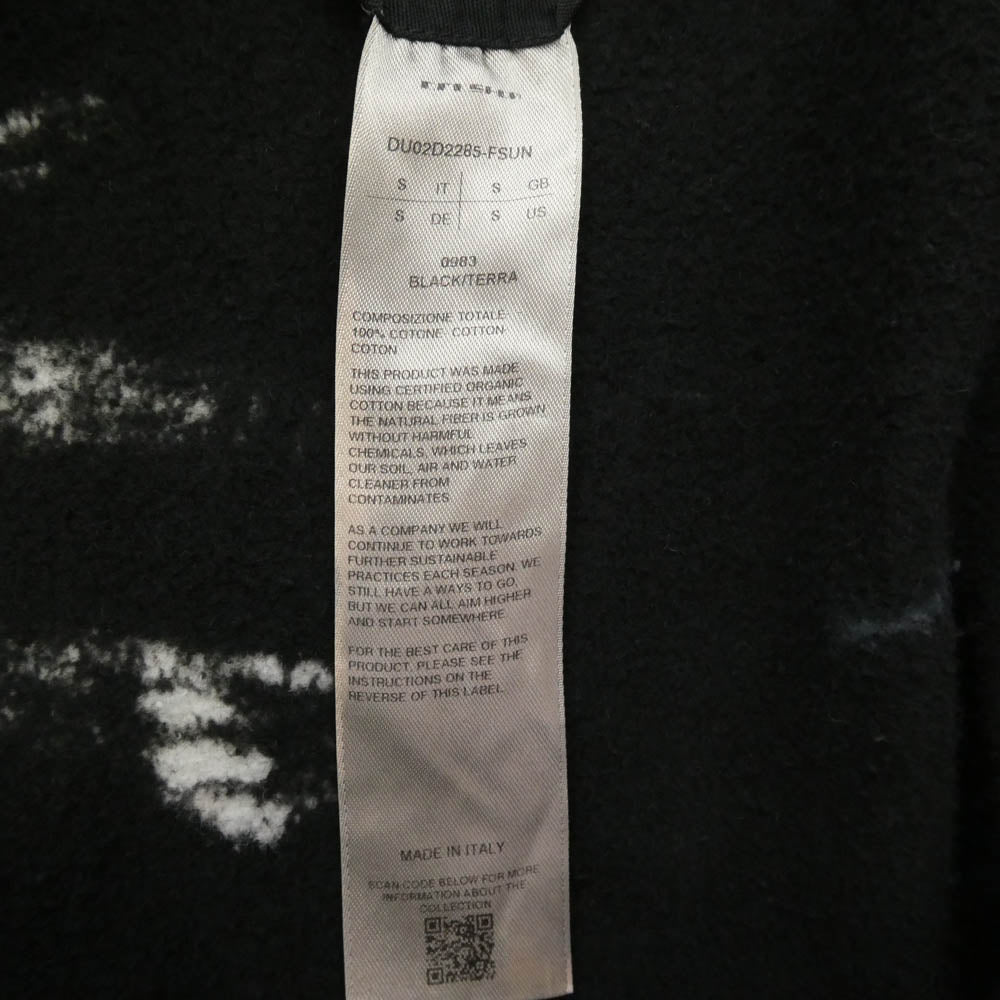 DU02D2285-FSUN
S IT S GB
S DE S US
0983
BLACK/TERRA
COMPOSIZIONE TOTALE
100% COTONE- COTTON-
COTON
THIS PRODUCT WAS MADE
USING CERTIFIED ORGANIC
COTTON BECAUSE IT MEANS
THE NATURAL FIBER IS GROWN
WITHOUT HARMFUL
CHEMICALS, WHICH LEAVES
OUR SOIL, AIR AND WATER
CLEANER FROM
CONTAMINATES
AS A COMPANY WE WILL
CONTINUE TO WORK TOWARDS
FURTHER SUSTAINABLE
PRACTICES EACH SEASON. WE
STILL HAVE A WAYS TO GO,
BUT WE CAN ALL AIM HIGHER
AND START SOMEWHERE
FOR THE BEST CARE OF THIS
PRODUCT, PLEASE SEE THE
INSTRUCTIONS ON THE
REVERSE OF THIS LABEL
MADE IN ITALY
SCAN CODE BELOW FOR MORE
INFORMATION ABOUT THE
COLLECTION